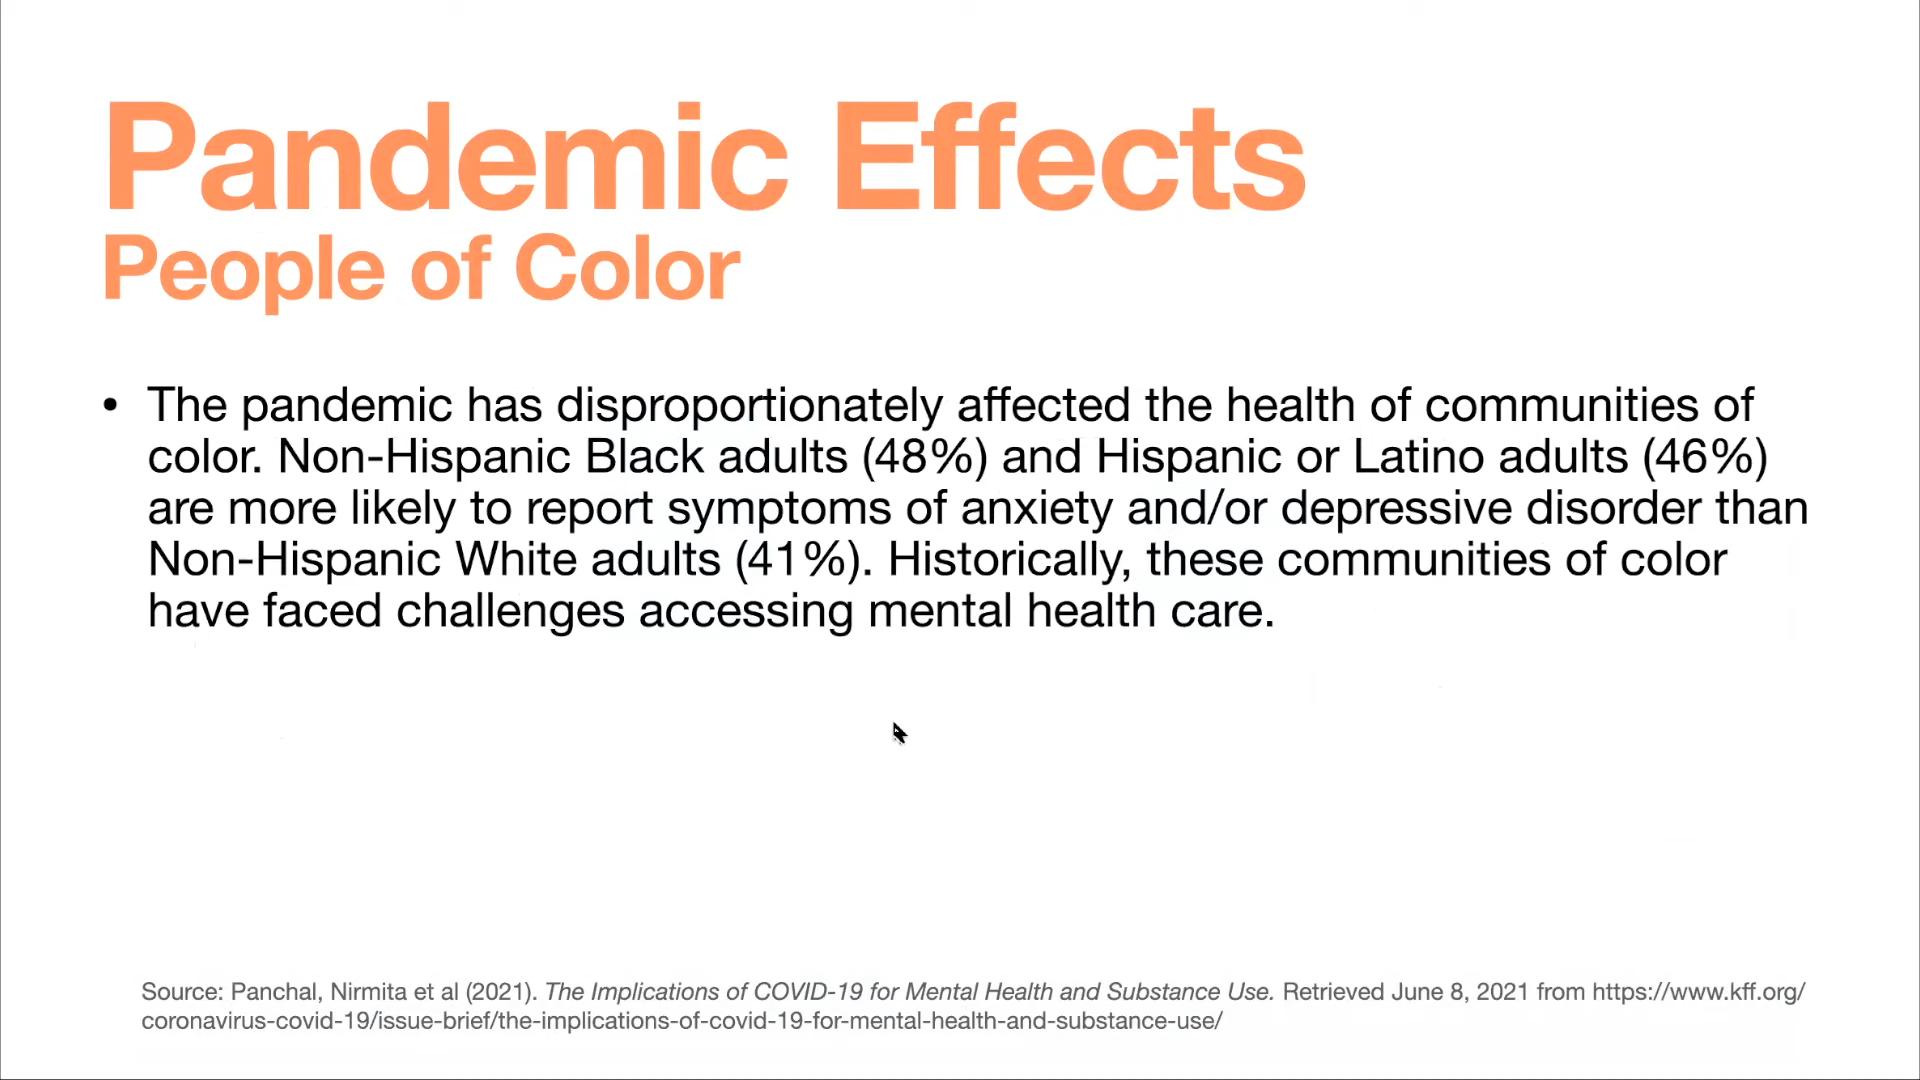 Pandemic Effects
People of Color
• The pandemic has disproportionately affected the health of communities of
color. Non-Hispanic Black adults (48%) and Hispanic or Latino adults (46%)
are more likely to report symptoms of anxiety and/or depressive disorder than
Non-Hispanic White adults (41%). Historically, these communities of color
have faced challenges accessing mental health care.
Source: Panchal, Nirmita et al (2021). The Implications of COVID-19 for Mental Health and Substance Use. Retrieved June 8, 2021 from https://www.kff.org/
coronavirus-covid-19/issue-brief/the-implications-of-covid-19-for-mental-health-and-substance-use/